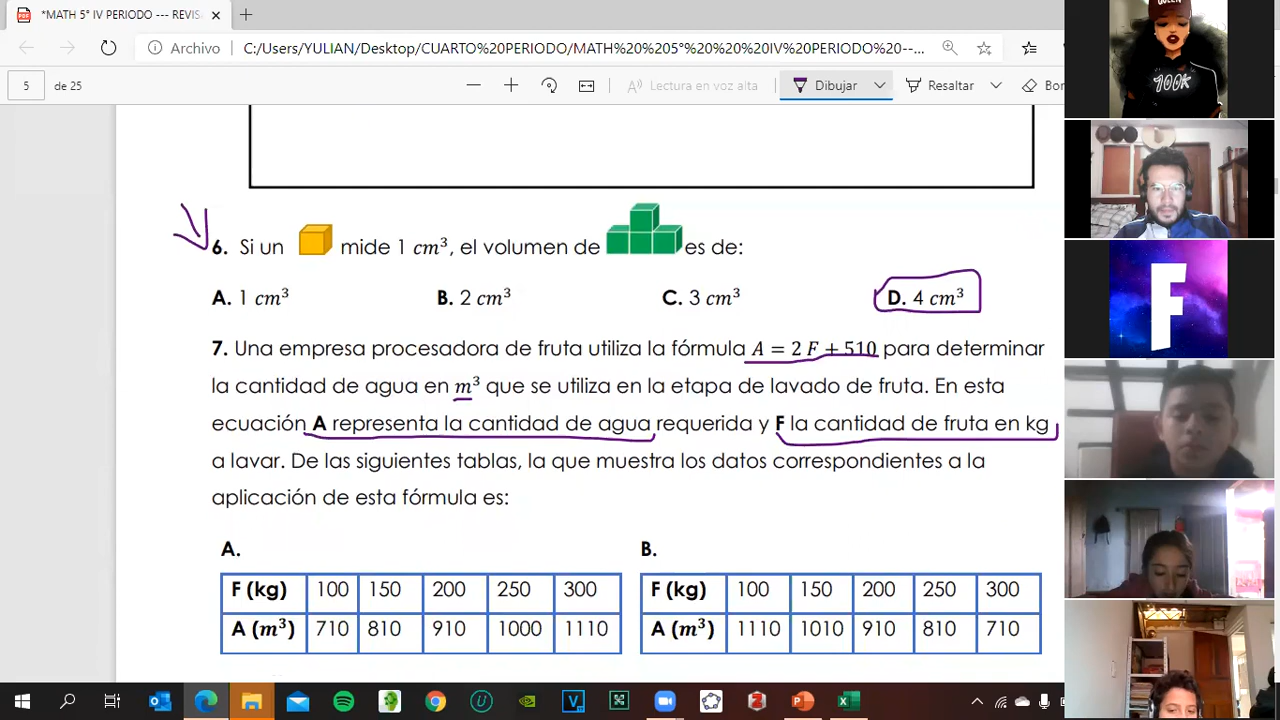 *MATH 5° IV PERIODO --- REVISA
5 de 25
Archivo C:/Users/YULIAN/Desktop/CUARTO%20PERIODO/MATH%20%205°%20%20%20IV%20PERIODO%20--...
Lectura en voz alta Dibujar Resaltar Bor
6. Si un mide 1 cm³, el volumen de es de:
A. 1 cm³ B. 2 cm³ C. 3 cm³ D. 4 cm³
7. Una empresa procesadora de fruta utiliza la fórmula A = 2 F + 510 para determinar
la cantidad de agua en m³ que se utiliza en la etapa de lavado de fruta. En esta
ecuación A representa la cantidad de agua requerida y F la cantidad de fruta en kg
a lavar. De las siguientes tablas, la que muestra los datos correspondientes a la
aplicación de esta fórmula es:
A.
F (kg) 100 150 200 250 300
A (m³) 710 810 910 1000 1110
B.
F (kg) 100 150 200 250 300
A (m³) 1110 1010 910 810 710
QUEEN
100K
F